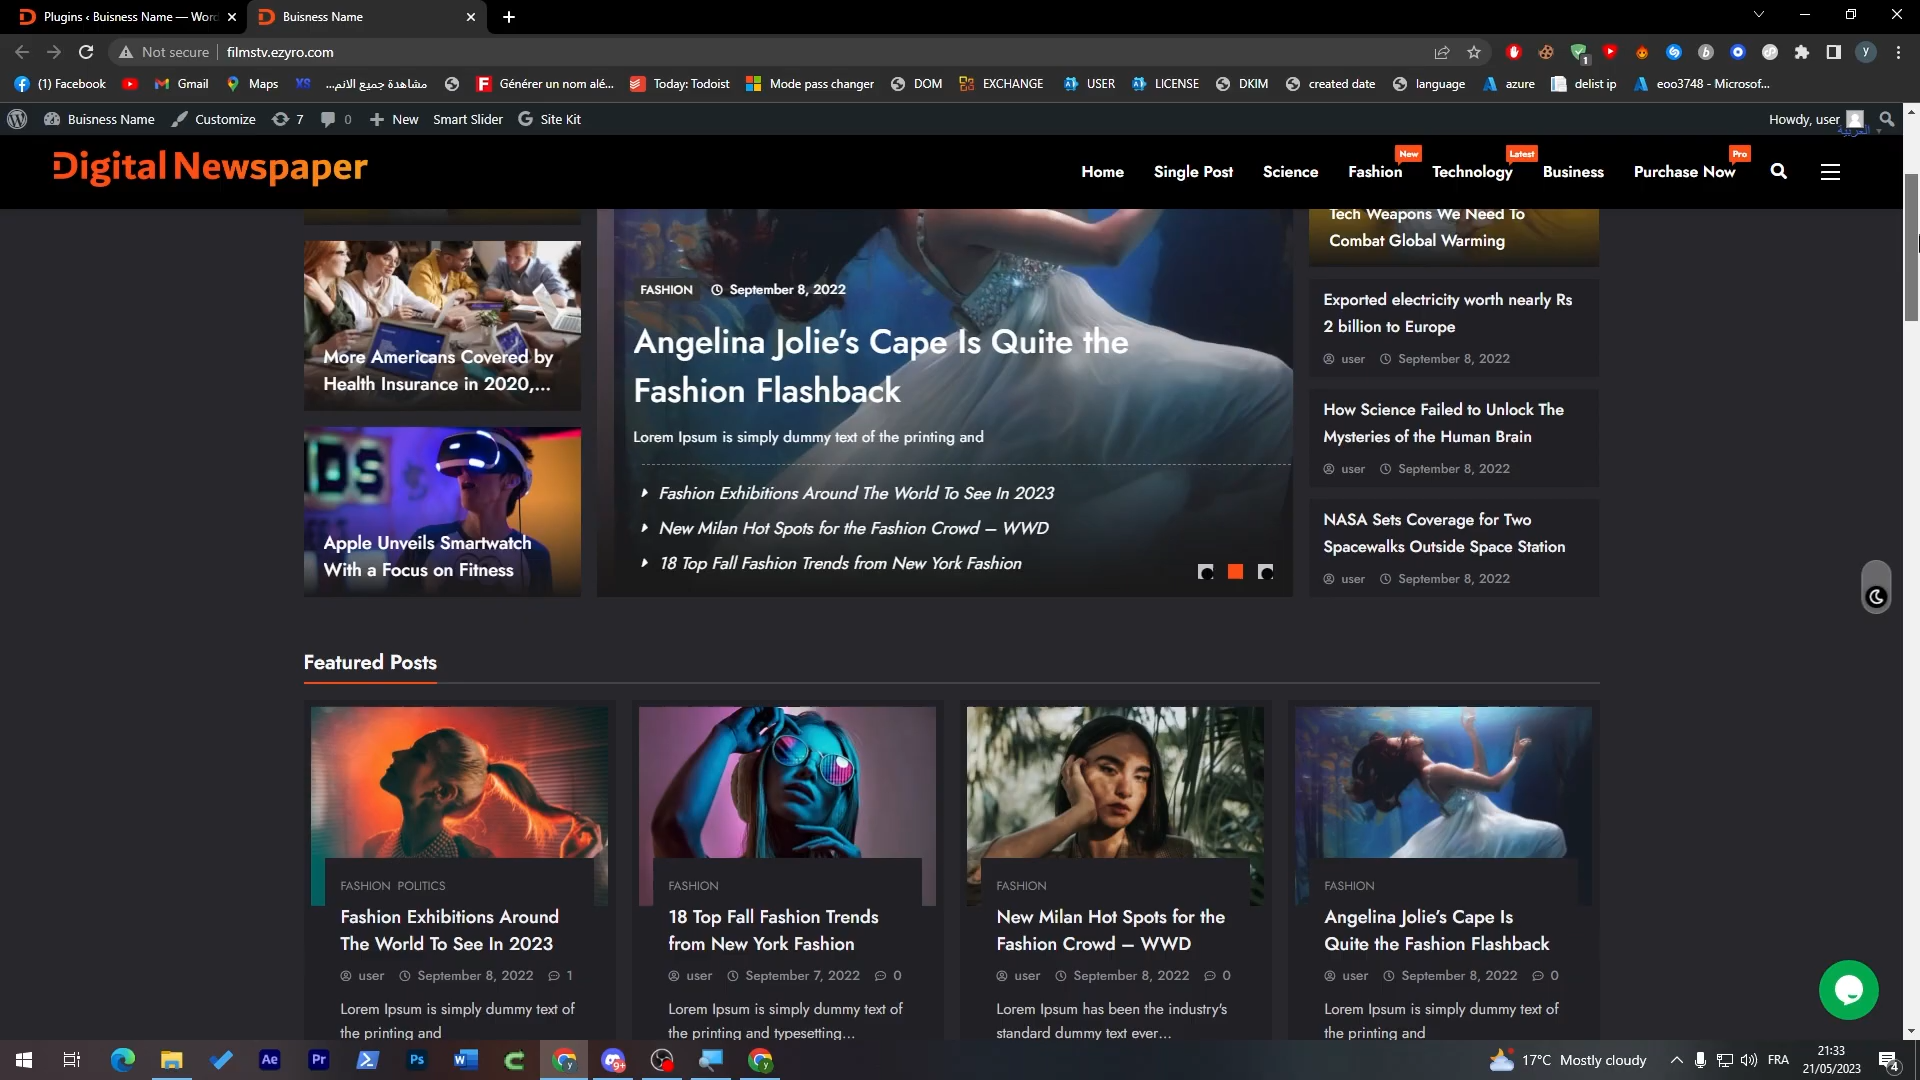 Plugins ‹ Buisness Name — Word
Buisness Name
Not secure
filmstv.ezyro.com
(1) Facebook
Gmail
Maps
مشاهدة جميع الانم...
Générer un nom alé...
Today: Todoist
Mode pass changer
DOM
EXCHANGE
USER
LICENSE
DKIM
created date
language
azure
delist ip
eoo3748 - Microsof...
Buisness Name
Customize
7
0
New
Smart Slider
Site Kit
Howdy, user
العربية
Digital Newspaper
Home
Single Post
Science
Fashion
New
Technology
Latest
Business
Purchase Now
Pro
Tech Weapons We Need To
Combat Global Warming
More Americans Covered by
Health Insurance in 2020,...
Apple Unveils Smartwatch
With a Focus on Fitness
FASHION
September 8, 2022
Angelina Jolie’s Cape Is Quite the
Fashion Flashback
Lorem Ipsum is simply dummy text of the printing and
Fashion Exhibitions Around The World To See In 2023
New Milan Hot Spots for the Fashion Crowd – WWD
18 Top Fall Fashion Trends from New York Fashion
Exported electricity worth nearly Rs
2 billion to Europe
user September 8, 2022
How Science Failed to Unlock The
Mysteries of the Human Brain
user September 8, 2022
NASA Sets Coverage for Two
Spacewalks Outside Space Station
user September 8, 2022
Featured Posts
FASHION POLITICS
Fashion Exhibitions Around
The World To See In 2023
user September 8, 2022 1
Lorem Ipsum is simply dummy text of
the printing and
FASHION
18 Top Fall Fashion Trends
from New York Fashion
user September 7, 2022 0
Lorem Ipsum is simply dummy text of
the printing and typesetting...
FASHION
New Milan Hot Spots for the
Fashion Crowd – WWD
user September 8, 2022 0
Lorem Ipsum has been the industry's
standard dummy text ever...
FASHION
Angelina Jolie’s Cape Is
Quite the Fashion Flashback
user September 8, 2022 0
Lorem Ipsum is simply dummy text of
the printing and
17°C Mostly cloudy
FRA
21:33
21/05/2023
4